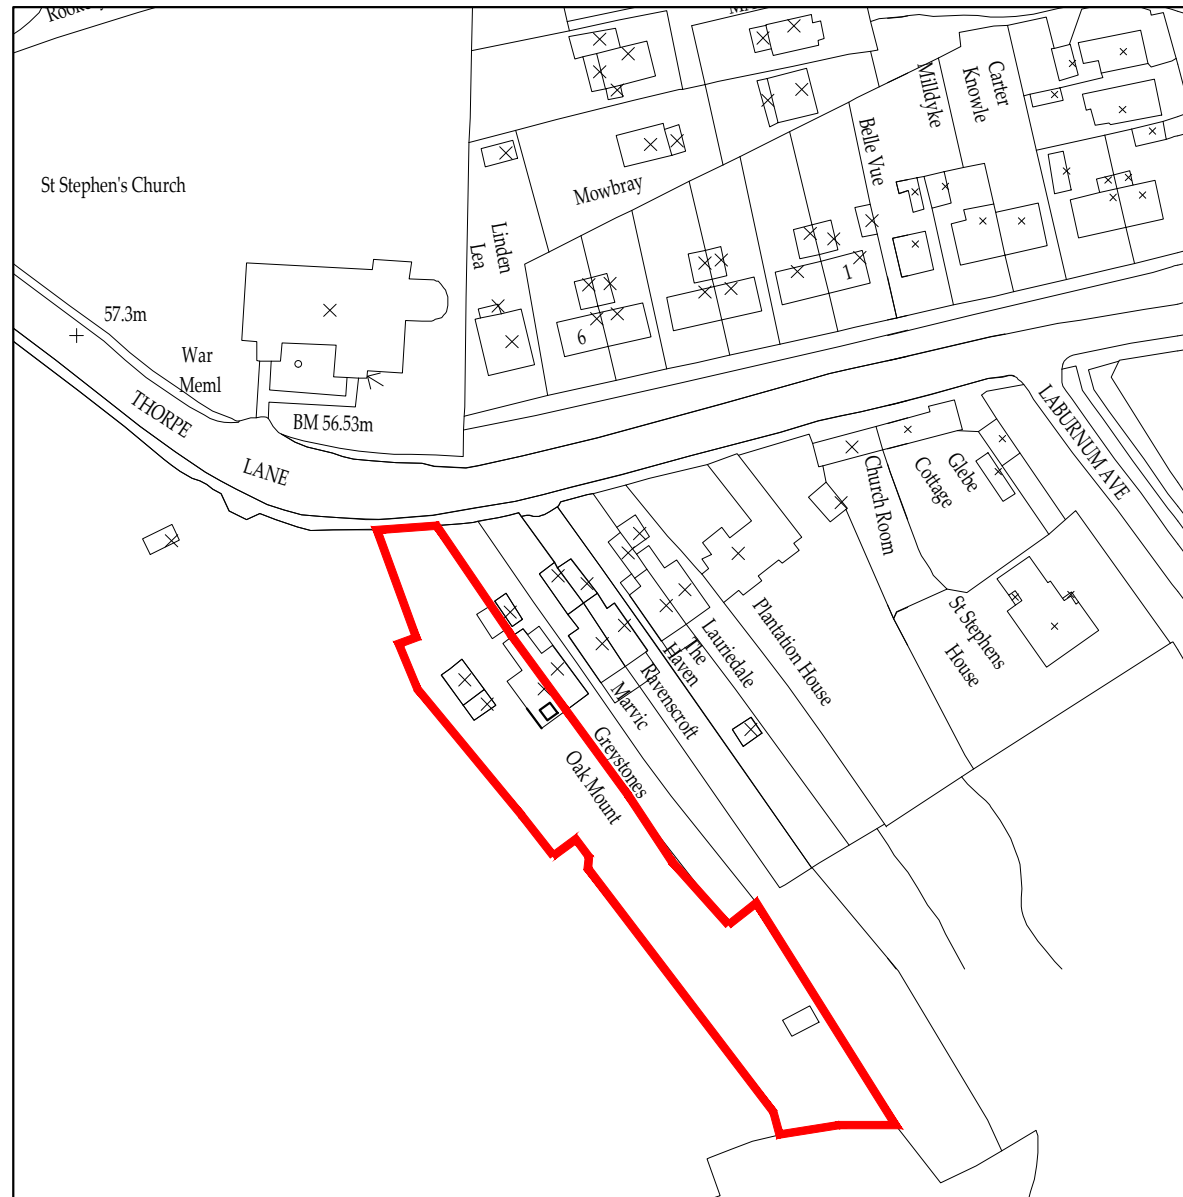 St Stephen's Church
57.3m
War
Meml
BM 56.53m
THORPE
LANE
Linden
Lea
Mowbray
6
1
Belle Vue
Milldyke
Carter
Knowle
LABURNUM AVE
Glebe
Cottage
Church Room
St Stephens
House
Plantation House
Lauriedale
The
Haven
Ravenscroft
Marvic
Greystones
Oak Mount